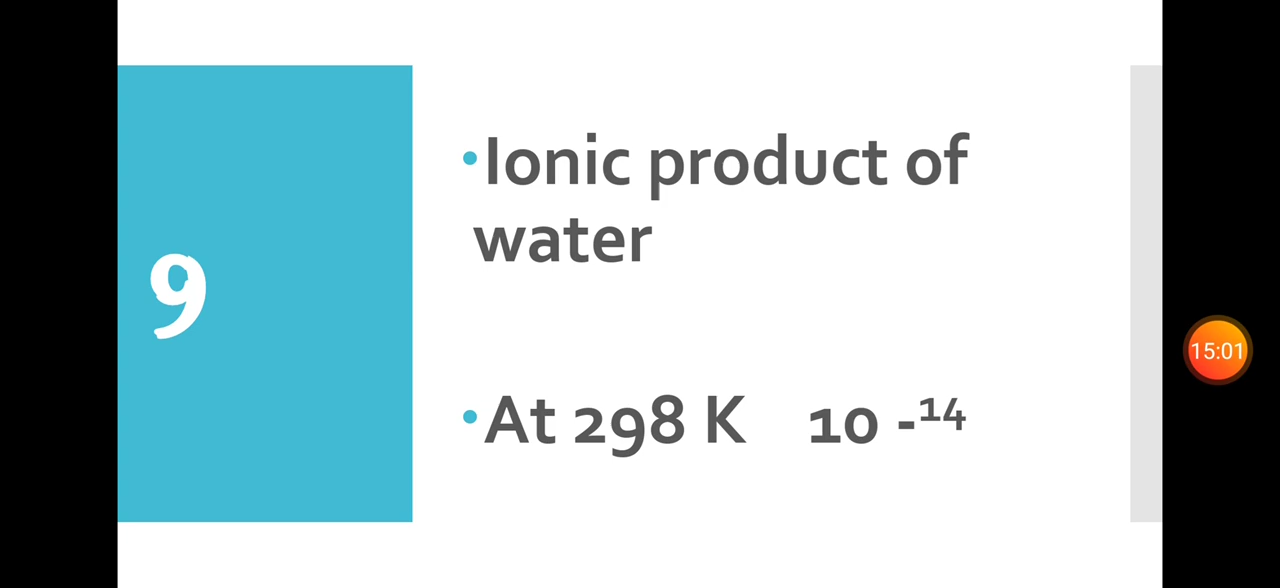 9
•Ionic product of
water
•At 298 K 10 -¹⁴
15:01